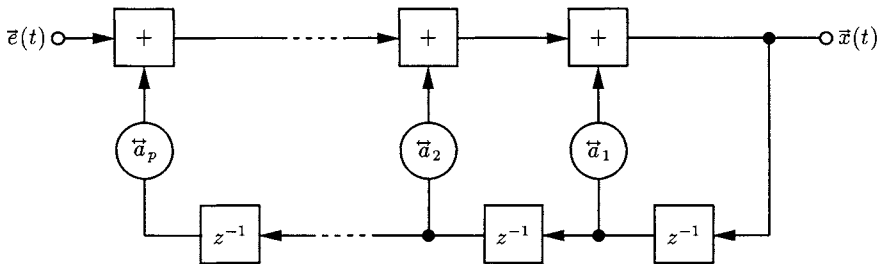 e⃗(t) + + + x⃗(t)
a⃡ₚ a⃡₂ a⃡₁
z⁻¹ z⁻¹ z⁻¹